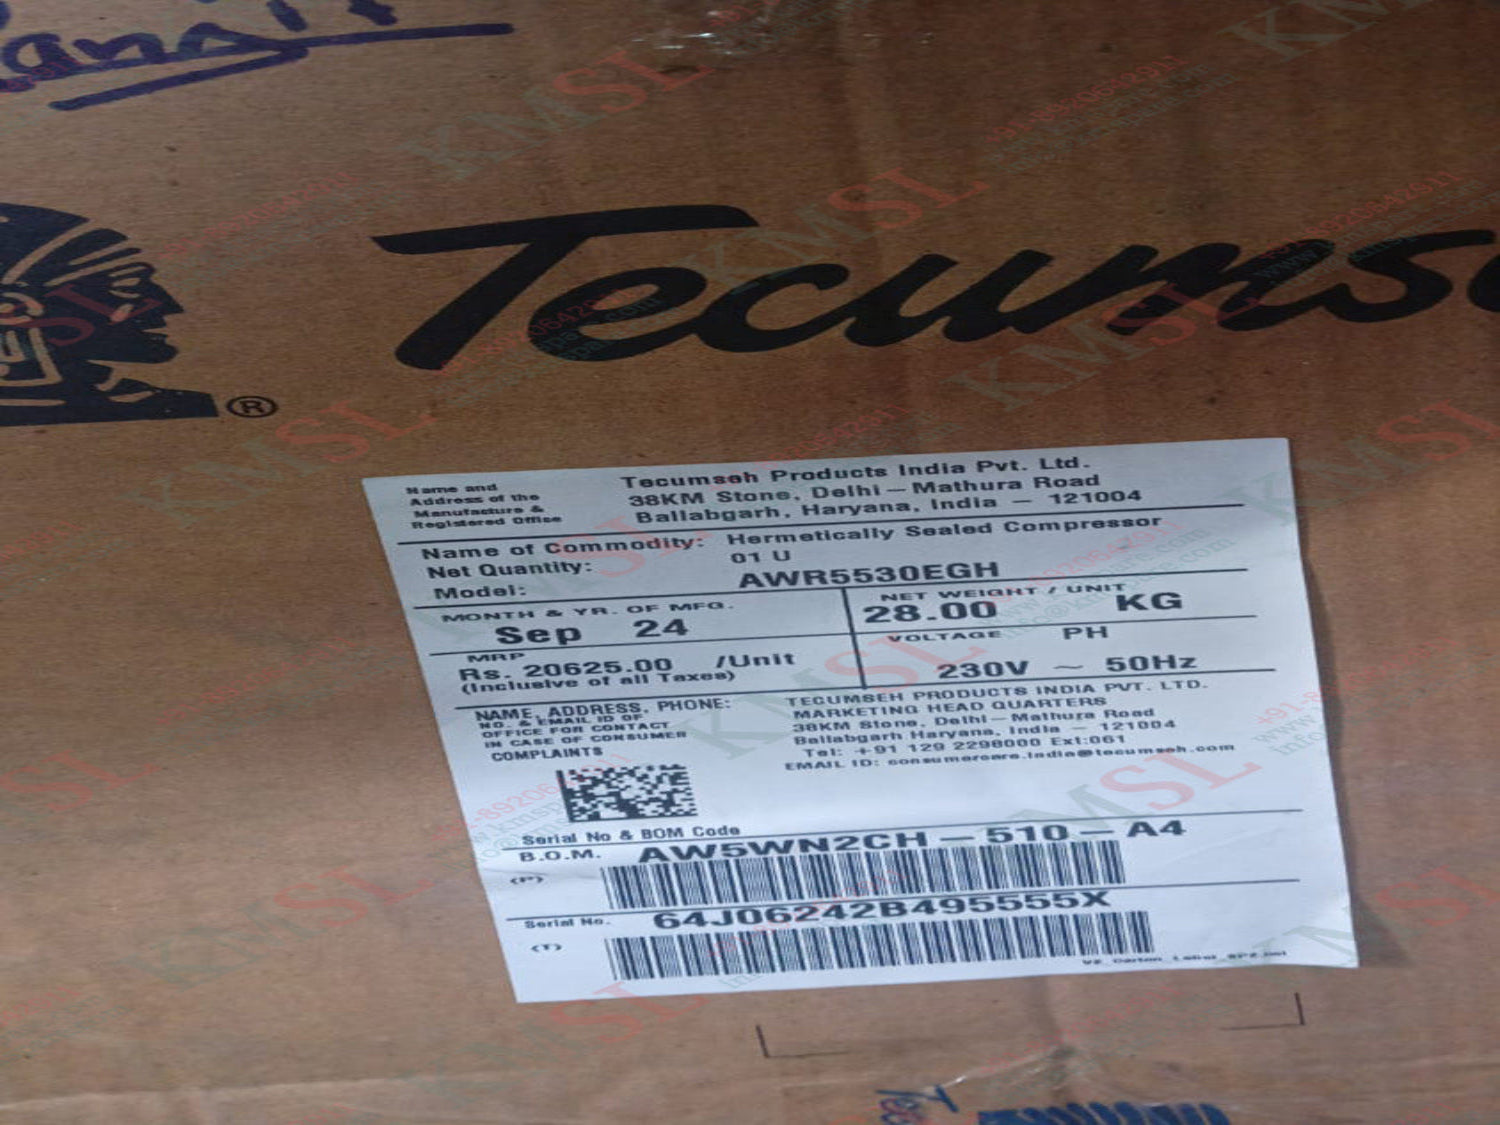 Tecums
®
Name and
Address of the
Manufacture &
Registered Office
Tecumseh Products India Pvt. Ltd.
38KM Stone, Delhi – Mathura Road
Ballabgarh, Haryana, India – 121004
Name of Commodity: Hermetically Sealed Compressor
Net Quantity: 01 U
Model: AWR5530EGH
MONTH & YR. OF MFG.
Sep 24
NET WEIGHT / UNIT
28.00 KG
MRP
Rs. 20625.00 /Unit
(Inclusive of all Taxes)
VOLTAGE PH
230V ~ 50Hz
NAME, ADDRESS, PHONE:
NO. & EMAIL ID OF
OFFICE FOR CONTACT
IN CASE OF CONSUMER
COMPLAINTS
TECUMSEH PRODUCTS INDIA PVT. LTD.
MARKETING HEAD QUARTERS
38KM Stone, Delhi – Mathura Road
Ballabgarh Haryana, India – 121004
Tel: +91 129 2298000 Ext:061
EMAIL ID: consumercare.india@tecumseh.com
Serial No & BOM Code
B.O.M. AW5WN2CH – 510 – A4
(P)
Serial No. 64J06242B495555X
(T)
KMSL